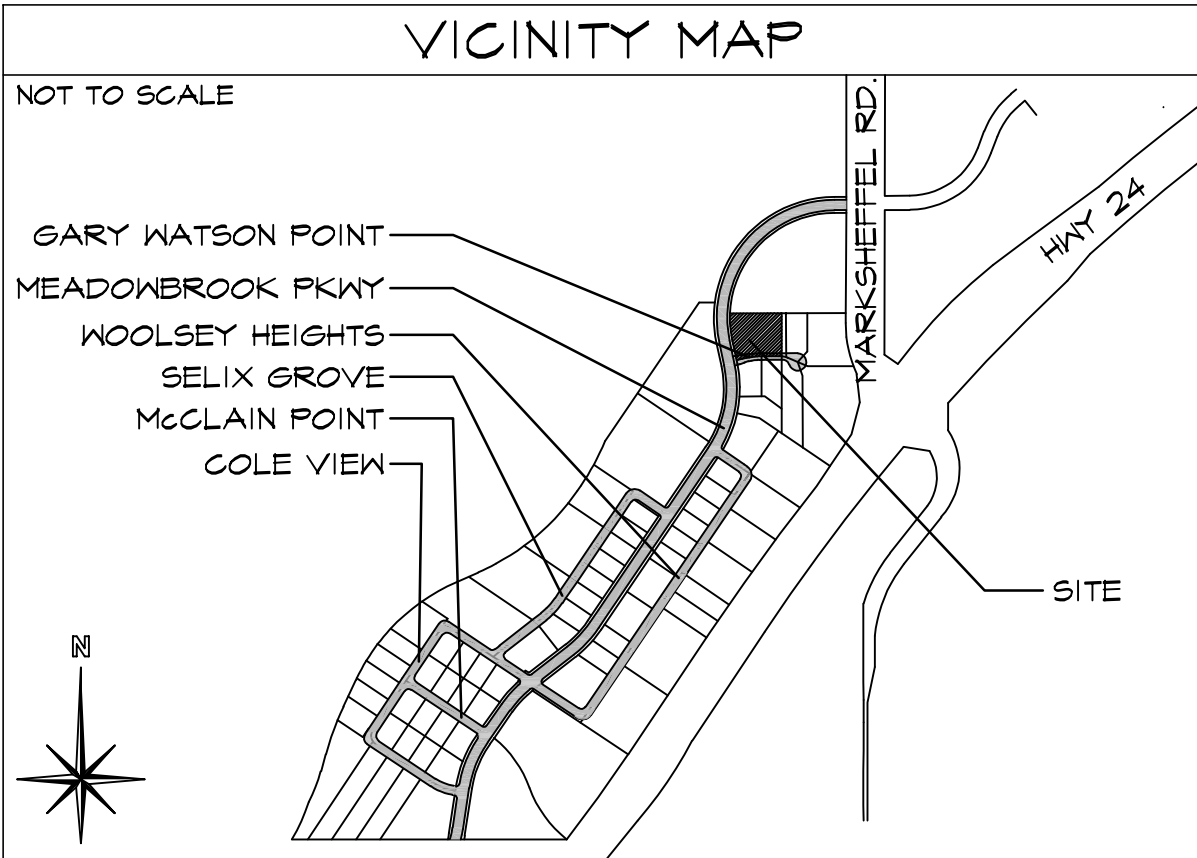 VICINITY MAP
NOT TO SCALE
MARKSHEFFEL RD.
HWY 24
GARY WATSON POINT
MEADOWBROOK PKWY
WOOLSEY HEIGHTS
SELIX GROVE
McCLAIN POINT
COLE VIEW
SITE
N